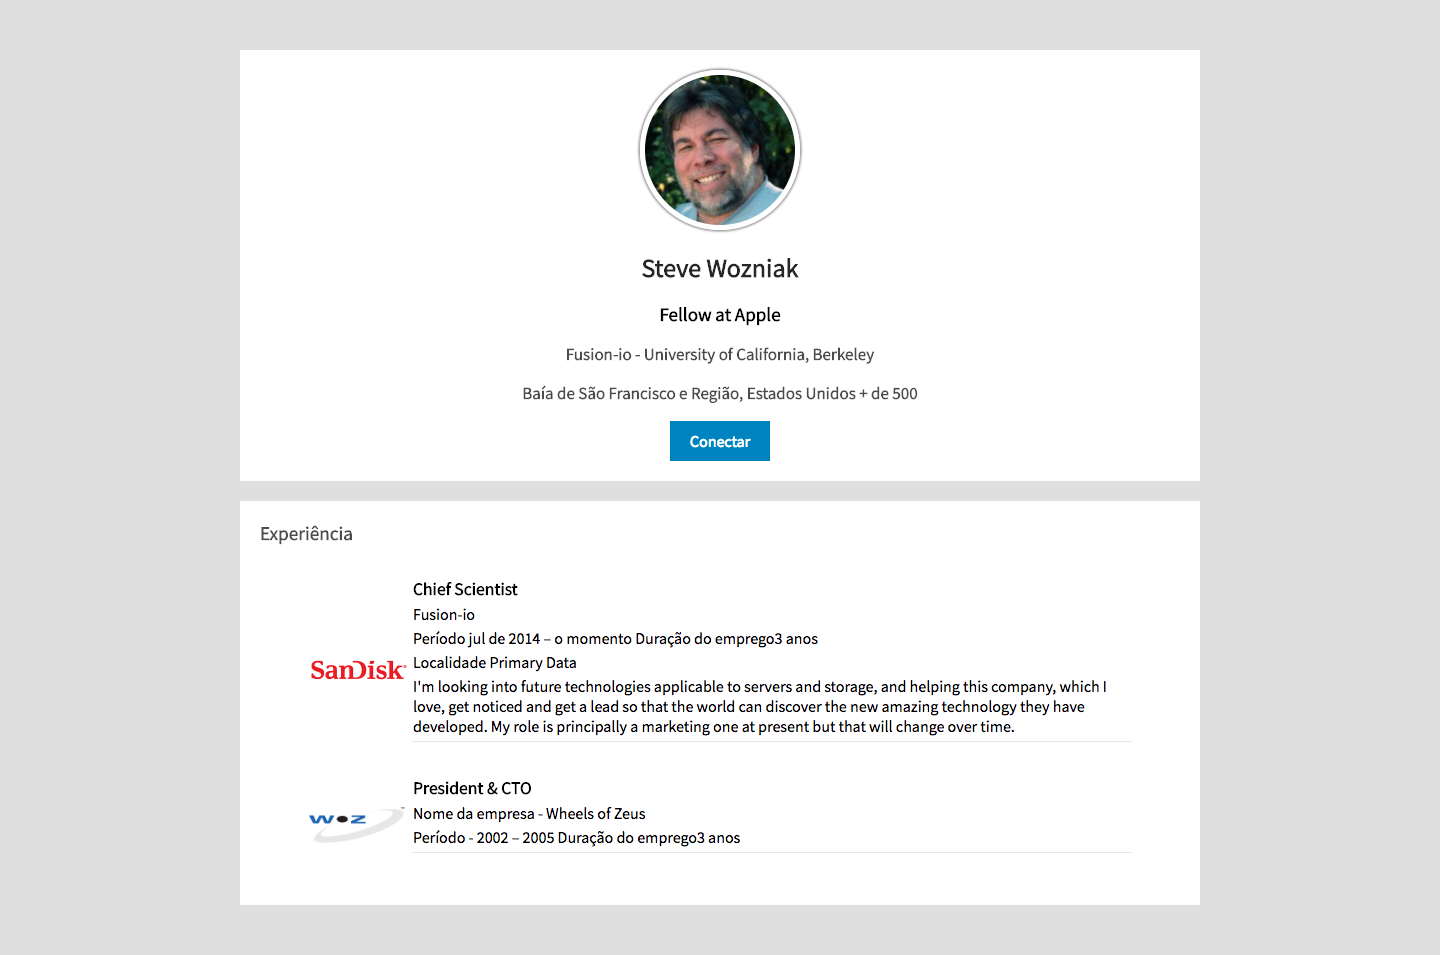 Steve Wozniak
Fellow at Apple
Fusion-io - University of California, Berkeley
Baía de São Francisco e Região, Estados Unidos + de 500
Conectar
Experiência
Chief Scientist
Fusion-io
Período jul de 2014 – o momento Duração do emprego3 anos
SanDisk®
Localidade Primary Data
I'm looking into future technologies applicable to servers and storage, and helping this company, which I
love, get noticed and get a lead so that the world can discover the new amazing technology they have
developed. My role is principally a marketing one at present but that will change over time.
President & CTO
Nome da empresa - Wheels of Zeus
WOZ™
Período - 2002 – 2005 Duração do emprego3 anos